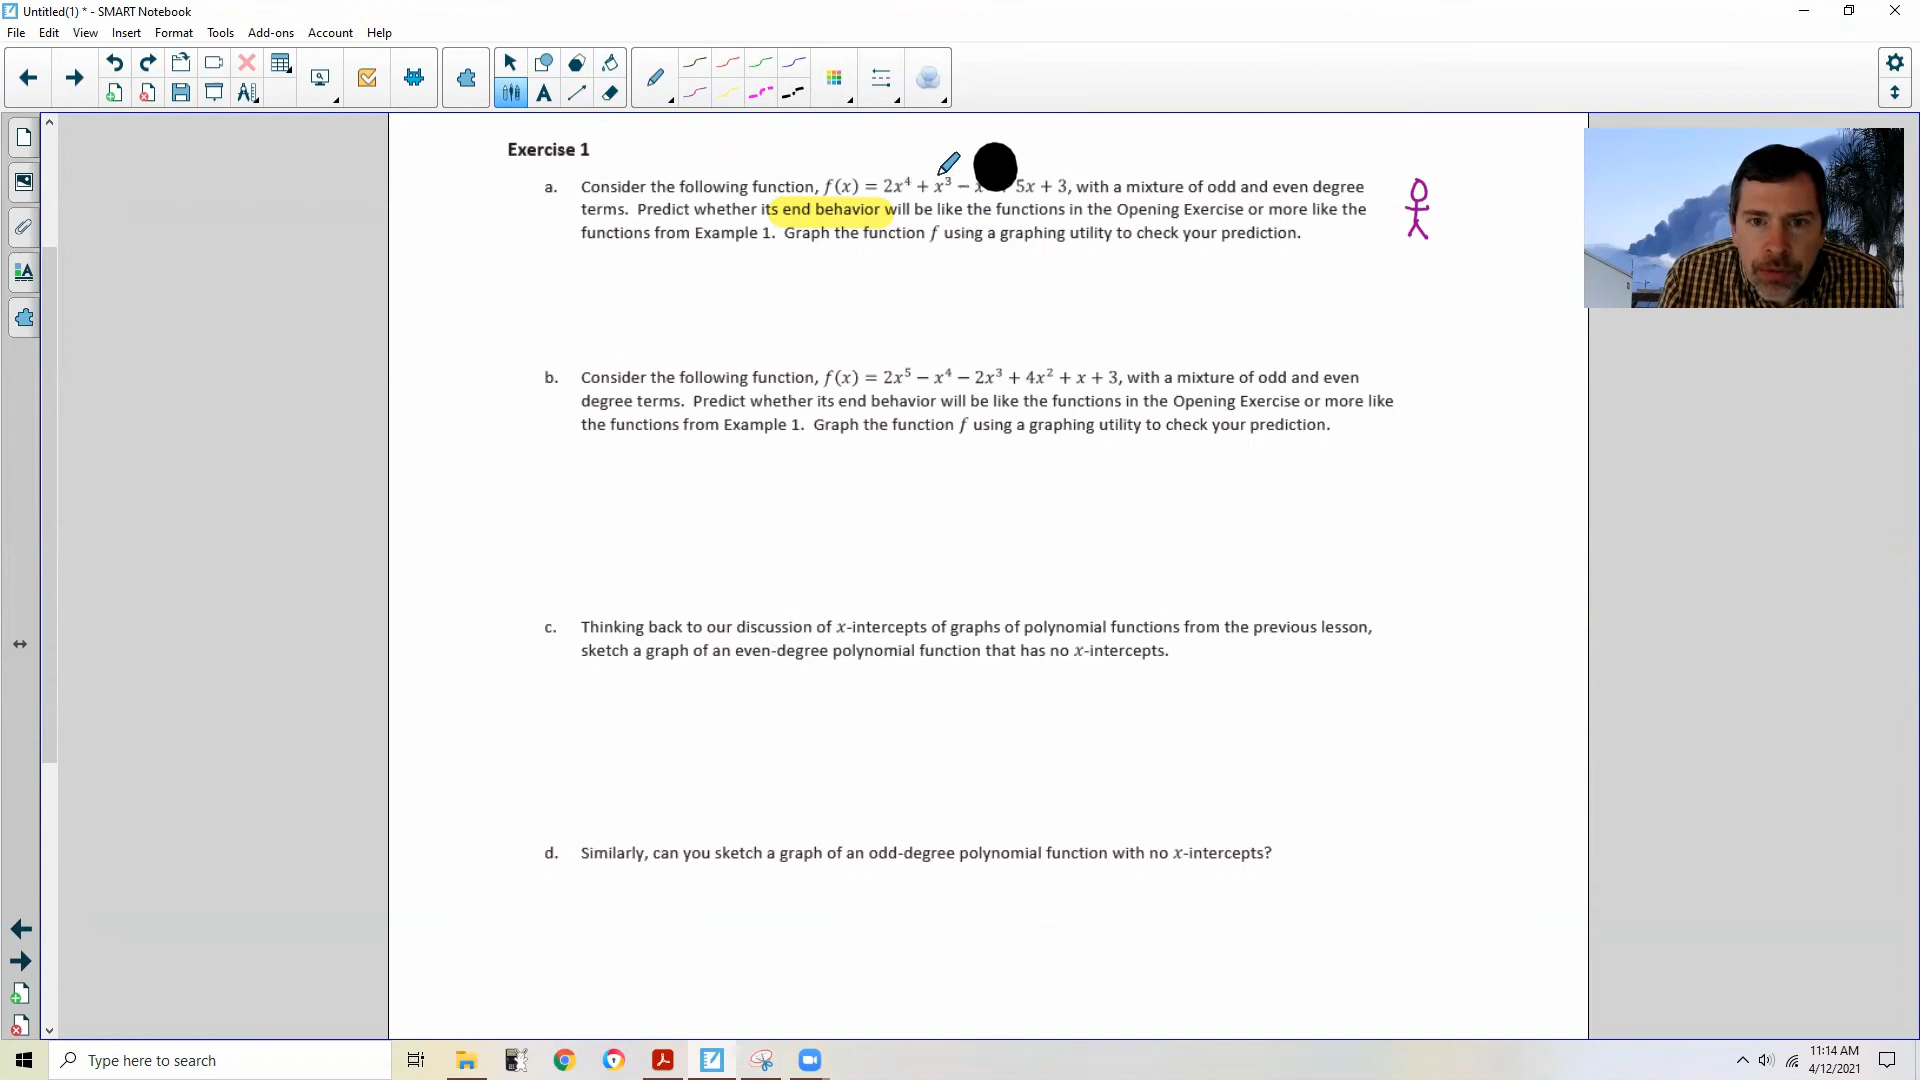 Untitled(1) * - SMART Notebook
File Edit View Insert Format Tools Add-ons Account Help
Exercise 1
a. Consider the following function, f(x) = 2x⁴ + x³ − x 5x + 3, with a mixture of odd and even degree
terms. Predict whether its end behavior will be like the functions in the Opening Exercise or more like the
functions from Example 1. Graph the function f using a graphing utility to check your prediction.
b. Consider the following function, f(x) = 2x⁵ − x⁴ − 2x³ + 4x² + x + 3, with a mixture of odd and even
degree terms. Predict whether its end behavior will be like the functions in the Opening Exercise or more like
the functions from Example 1. Graph the function f using a graphing utility to check your prediction.
c. Thinking back to our discussion of x-intercepts of graphs of polynomial functions from the previous lesson,
sketch a graph of an even-degree polynomial function that has no x-intercepts.
d. Similarly, can you sketch a graph of an odd-degree polynomial function with no x-intercepts?
Type here to search
11:14 AM
4/12/2021